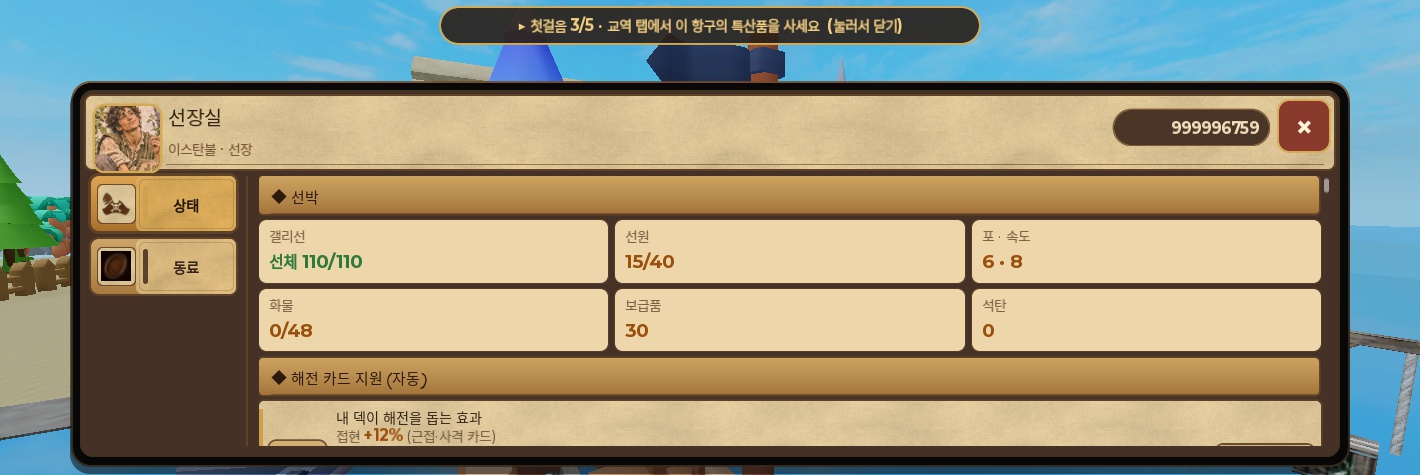 ▸ 첫걸음 3/5 · 교역 탭에서 이 항구의 특산품을 사세요 (눌러서 닫기)
선장실
이스탄불 · 선장
999996759
×
상태
동료
◆ 선박
갤리선
선체 110/110
선원
15/40
포 · 속도
6 · 8
화물
0/48
보급품
30
석탄
0
◆ 해전 카드 지원 (자동)
내 덱이 해전을 돕는 효과
접현 +12% (근접·사격 카드)